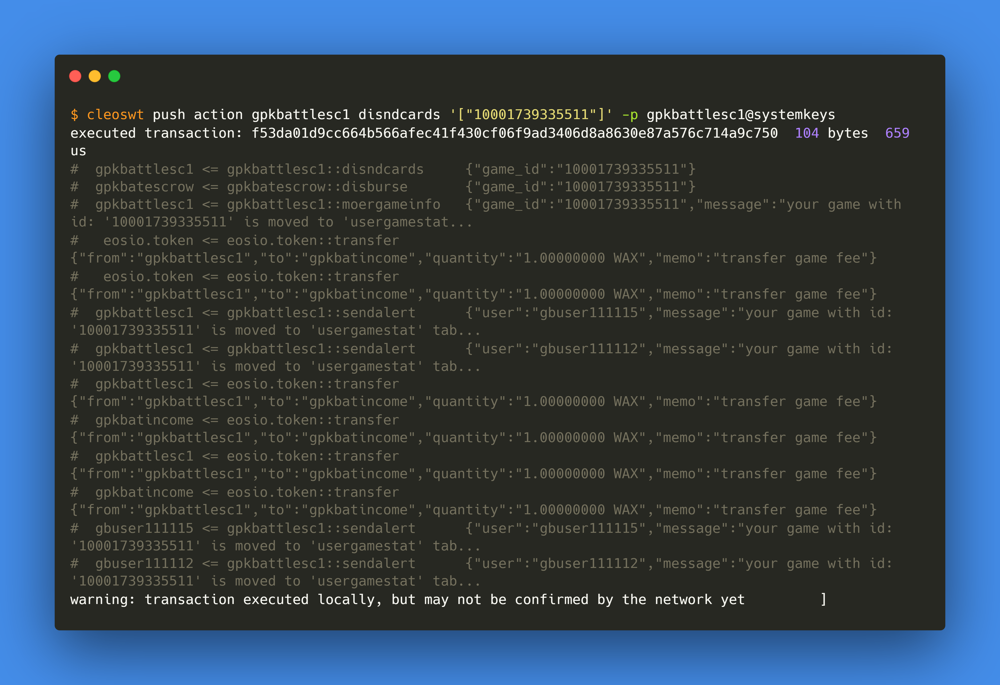 $ cleoswt push action gpkbattlesc1 disndcards '["10001739335511"]' -p gpkbattlesc1@systemkeys
executed transaction: f53da01d9cc664b566afec41f430cf06f9ad3406d8a8630e87a576c714a9c750  104 bytes  659
us
#  gpkbattlesc1 <= gpkbattlesc1::disndcards     {"game_id":"10001739335511"}
#  gpkbatescrow <= gpkbatescrow::disburse       {"game_id":"10001739335511"}
#  gpkbattlesc1 <= gpkbattlesc1::moergameinfo   {"game_id":"10001739335511","message":"your game with
id: '10001739335511' is moved to 'usergamestat...
#   eosio.token <= eosio.token::transfer
{"from":"gpkbattlesc1","to":"gpkbatincome","quantity":"1.00000000 WAX","memo":"transfer game fee"}
#   eosio.token <= eosio.token::transfer
{"from":"gpkbattlesc1","to":"gpkbatincome","quantity":"1.00000000 WAX","memo":"transfer game fee"}
#  gpkbattlesc1 <= gpkbattlesc1::sendalert      {"user":"gbuser111115","message":"your game with id:
'10001739335511' is moved to 'usergamestat' tab...
#  gpkbattlesc1 <= gpkbattlesc1::sendalert      {"user":"gbuser111112","message":"your game with id:
'10001739335511' is moved to 'usergamestat' tab...
#  gpkbattlesc1 <= eosio.token::transfer
{"from":"gpkbattlesc1","to":"gpkbatincome","quantity":"1.00000000 WAX","memo":"transfer game fee"}
#  gpkbatincome <= eosio.token::transfer
{"from":"gpkbattlesc1","to":"gpkbatincome","quantity":"1.00000000 WAX","memo":"transfer game fee"}
#  gpkbattlesc1 <= eosio.token::transfer
{"from":"gpkbattlesc1","to":"gpkbatincome","quantity":"1.00000000 WAX","memo":"transfer game fee"}
#  gpkbatincome <= eosio.token::transfer
{"from":"gpkbattlesc1","to":"gpkbatincome","quantity":"1.00000000 WAX","memo":"transfer game fee"}
#  gbuser111115 <= gpkbattlesc1::sendalert      {"user":"gbuser111115","message":"your game with id:
'10001739335511' is moved to 'usergamestat' tab...
#  gbuser111112 <= gpkbattlesc1::sendalert      {"user":"gbuser111112","message":"your game with id:
'10001739335511' is moved to 'usergamestat' tab...
warning: transaction executed locally, but may not be confirmed by the network yet         ]